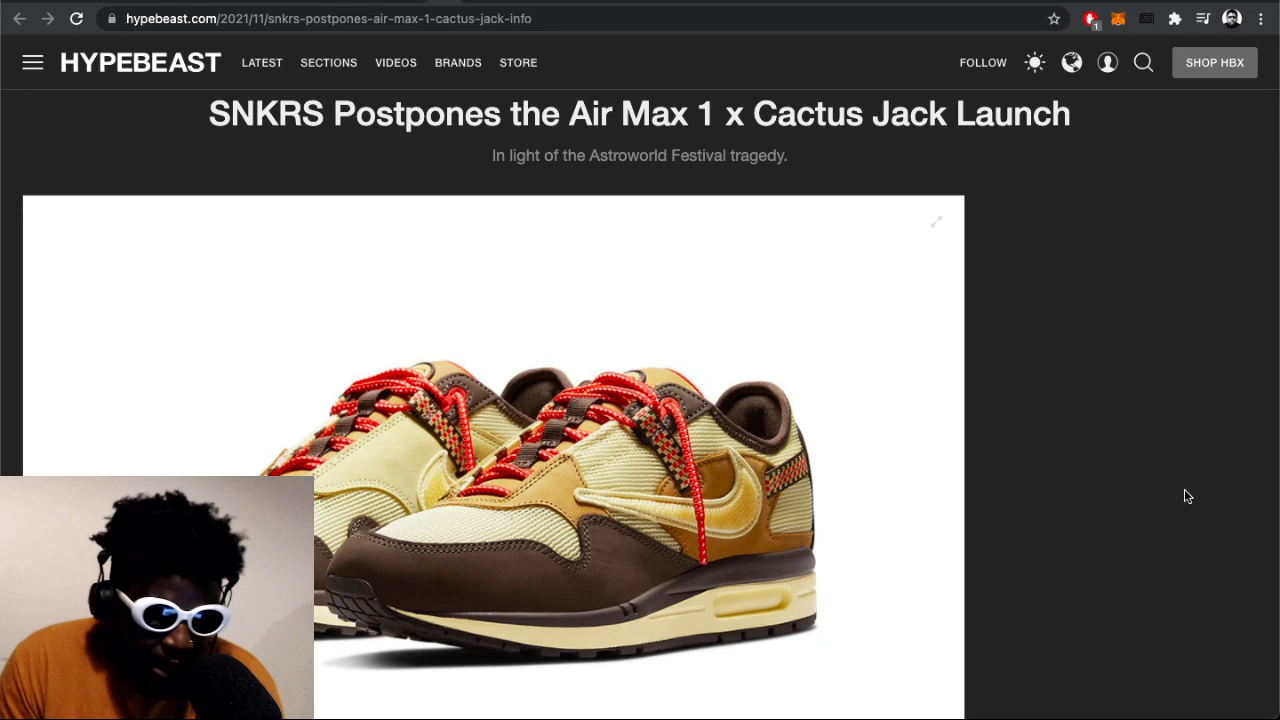 hypebeast.com/2021/11/snkrs-postpones-air-max-1-cactus-jack-info
1
HYPEBEAST LATEST SECTIONS VIDEOS BRANDS STORE FOLLOW SHOP HBX
SNKRS Postpones the Air Max 1 x Cactus Jack Launch
In light of the Astroworld Festival tragedy.